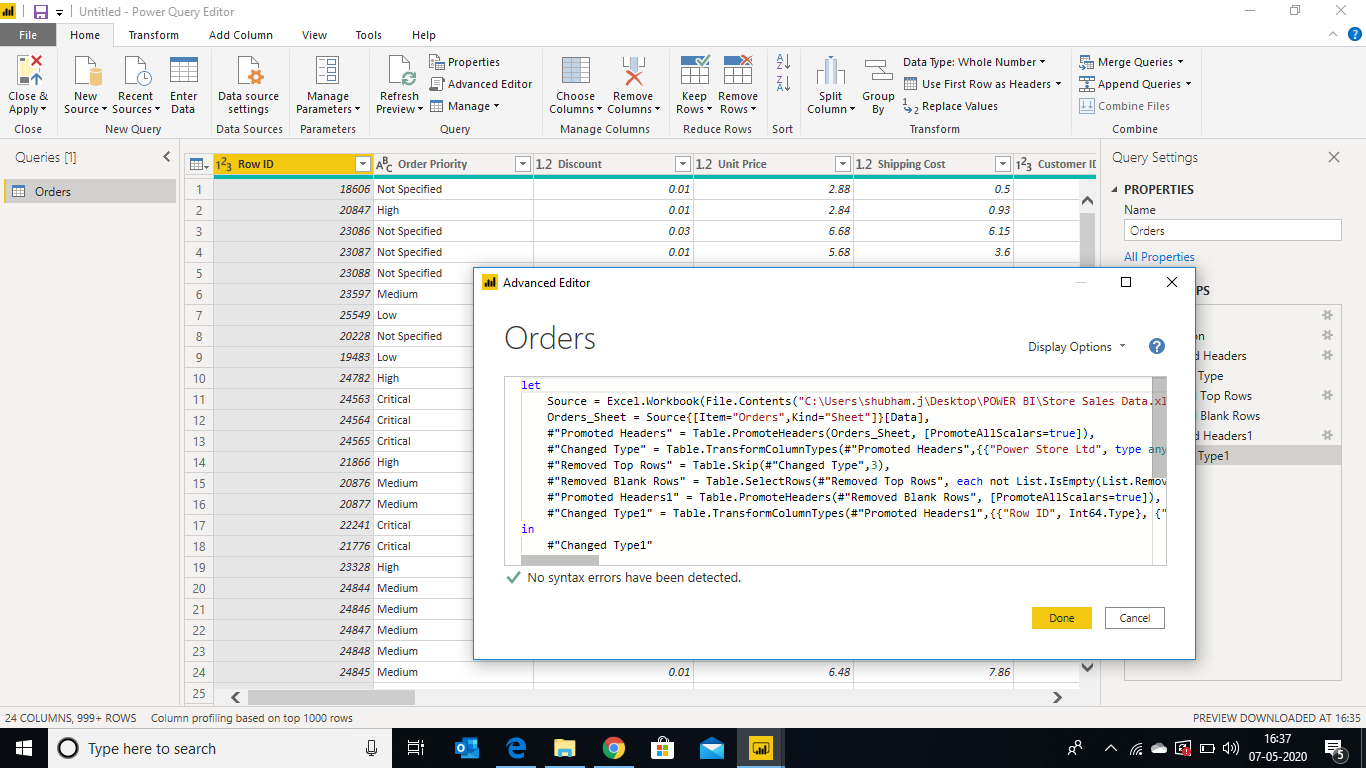 Untitled - Power Query Editor
File Home Transform Add Column View Tools Help
Close & Apply
New Source
Recent Sources
Enter Data
Data source settings
Manage Parameters
Refresh Preview
Properties
Advanced Editor
Manage
Choose Columns
Remove Columns
Keep Rows
Remove Rows
A Z
Z A
Split Column
Group By
Data Type: Whole Number
Use First Row as Headers
1 2 Replace Values
Merge Queries
Append Queries
Combine Files
Close New Query Data Sources Parameters Query Manage Columns Reduce Rows Sort Transform Combine
Queries [1]
Orders
1 2 3 Row ID ABC Order Priority 1.2 Discount 1.2 Unit Price 1.2 Shipping Cost 1 2 3 Customer ID
1 18606 Not Specified 0.01 2.88 0.5
2 20847 High 0.01 2.84 0.93
3 23086 Not Specified 0.03 6.68 6.15
4 23087 Not Specified 0.01 5.68 3.6
5 23088 Not Specified
6 23597 Medium
7 25549 Low
8 20228 Not Specified
9 19483 Low
10 24782 High
11 24563 Critical
12 24564 Critical
13 24565 Critical
14 21866 High
15 20876 Medium
16 20877 Medium
17 22241 Critical
18 21776 Critical
19 23328 High
20 24844 Medium
21 24846 Medium
22 24847 Medium
23 24848 Medium
24 24845 Medium 0.01 6.48 7.86
25
Advanced Editor
Orders
Display Options
?
let
Source = Excel.Workbook(File.Contents("C:\Users\shubham.j\Desktop\POWER BI\Store Sales Data.xl
Orders_Sheet = Source{[Item="Orders",Kind="Sheet"]}[Data],
#"Promoted Headers" = Table.PromoteHeaders(Orders_Sheet, [PromoteAllScalars=true]),
#"Changed Type" = Table.TransformColumnTypes(#"Promoted Headers",{{"Power Store Ltd", type any
#"Removed Top Rows" = Table.Skip(#"Changed Type",3),
#"Removed Blank Rows" = Table.SelectRows(#"Removed Top Rows", each not List.IsEmpty(List.Remov
#"Promoted Headers1" = Table.PromoteHeaders(#"Removed Blank Rows", [PromoteAllScalars=true]),
#"Changed Type1" = Table.TransformColumnTypes(#"Promoted Headers1",{{"Row ID", Int64.Type}, {"
in
#"Changed Type1"
No syntax errors have been detected.
Done Cancel
Query Settings
PROPERTIES
Name
Orders
All Properties
PS
n
d Headers
Type
Top Rows
Blank Rows
d Headers1
Type1
24 COLUMNS, 999+ ROWS Column profiling based on top 1000 rows PREVIEW DOWNLOADED AT 16:35
Type here to search
16:37
07-05-2020
5